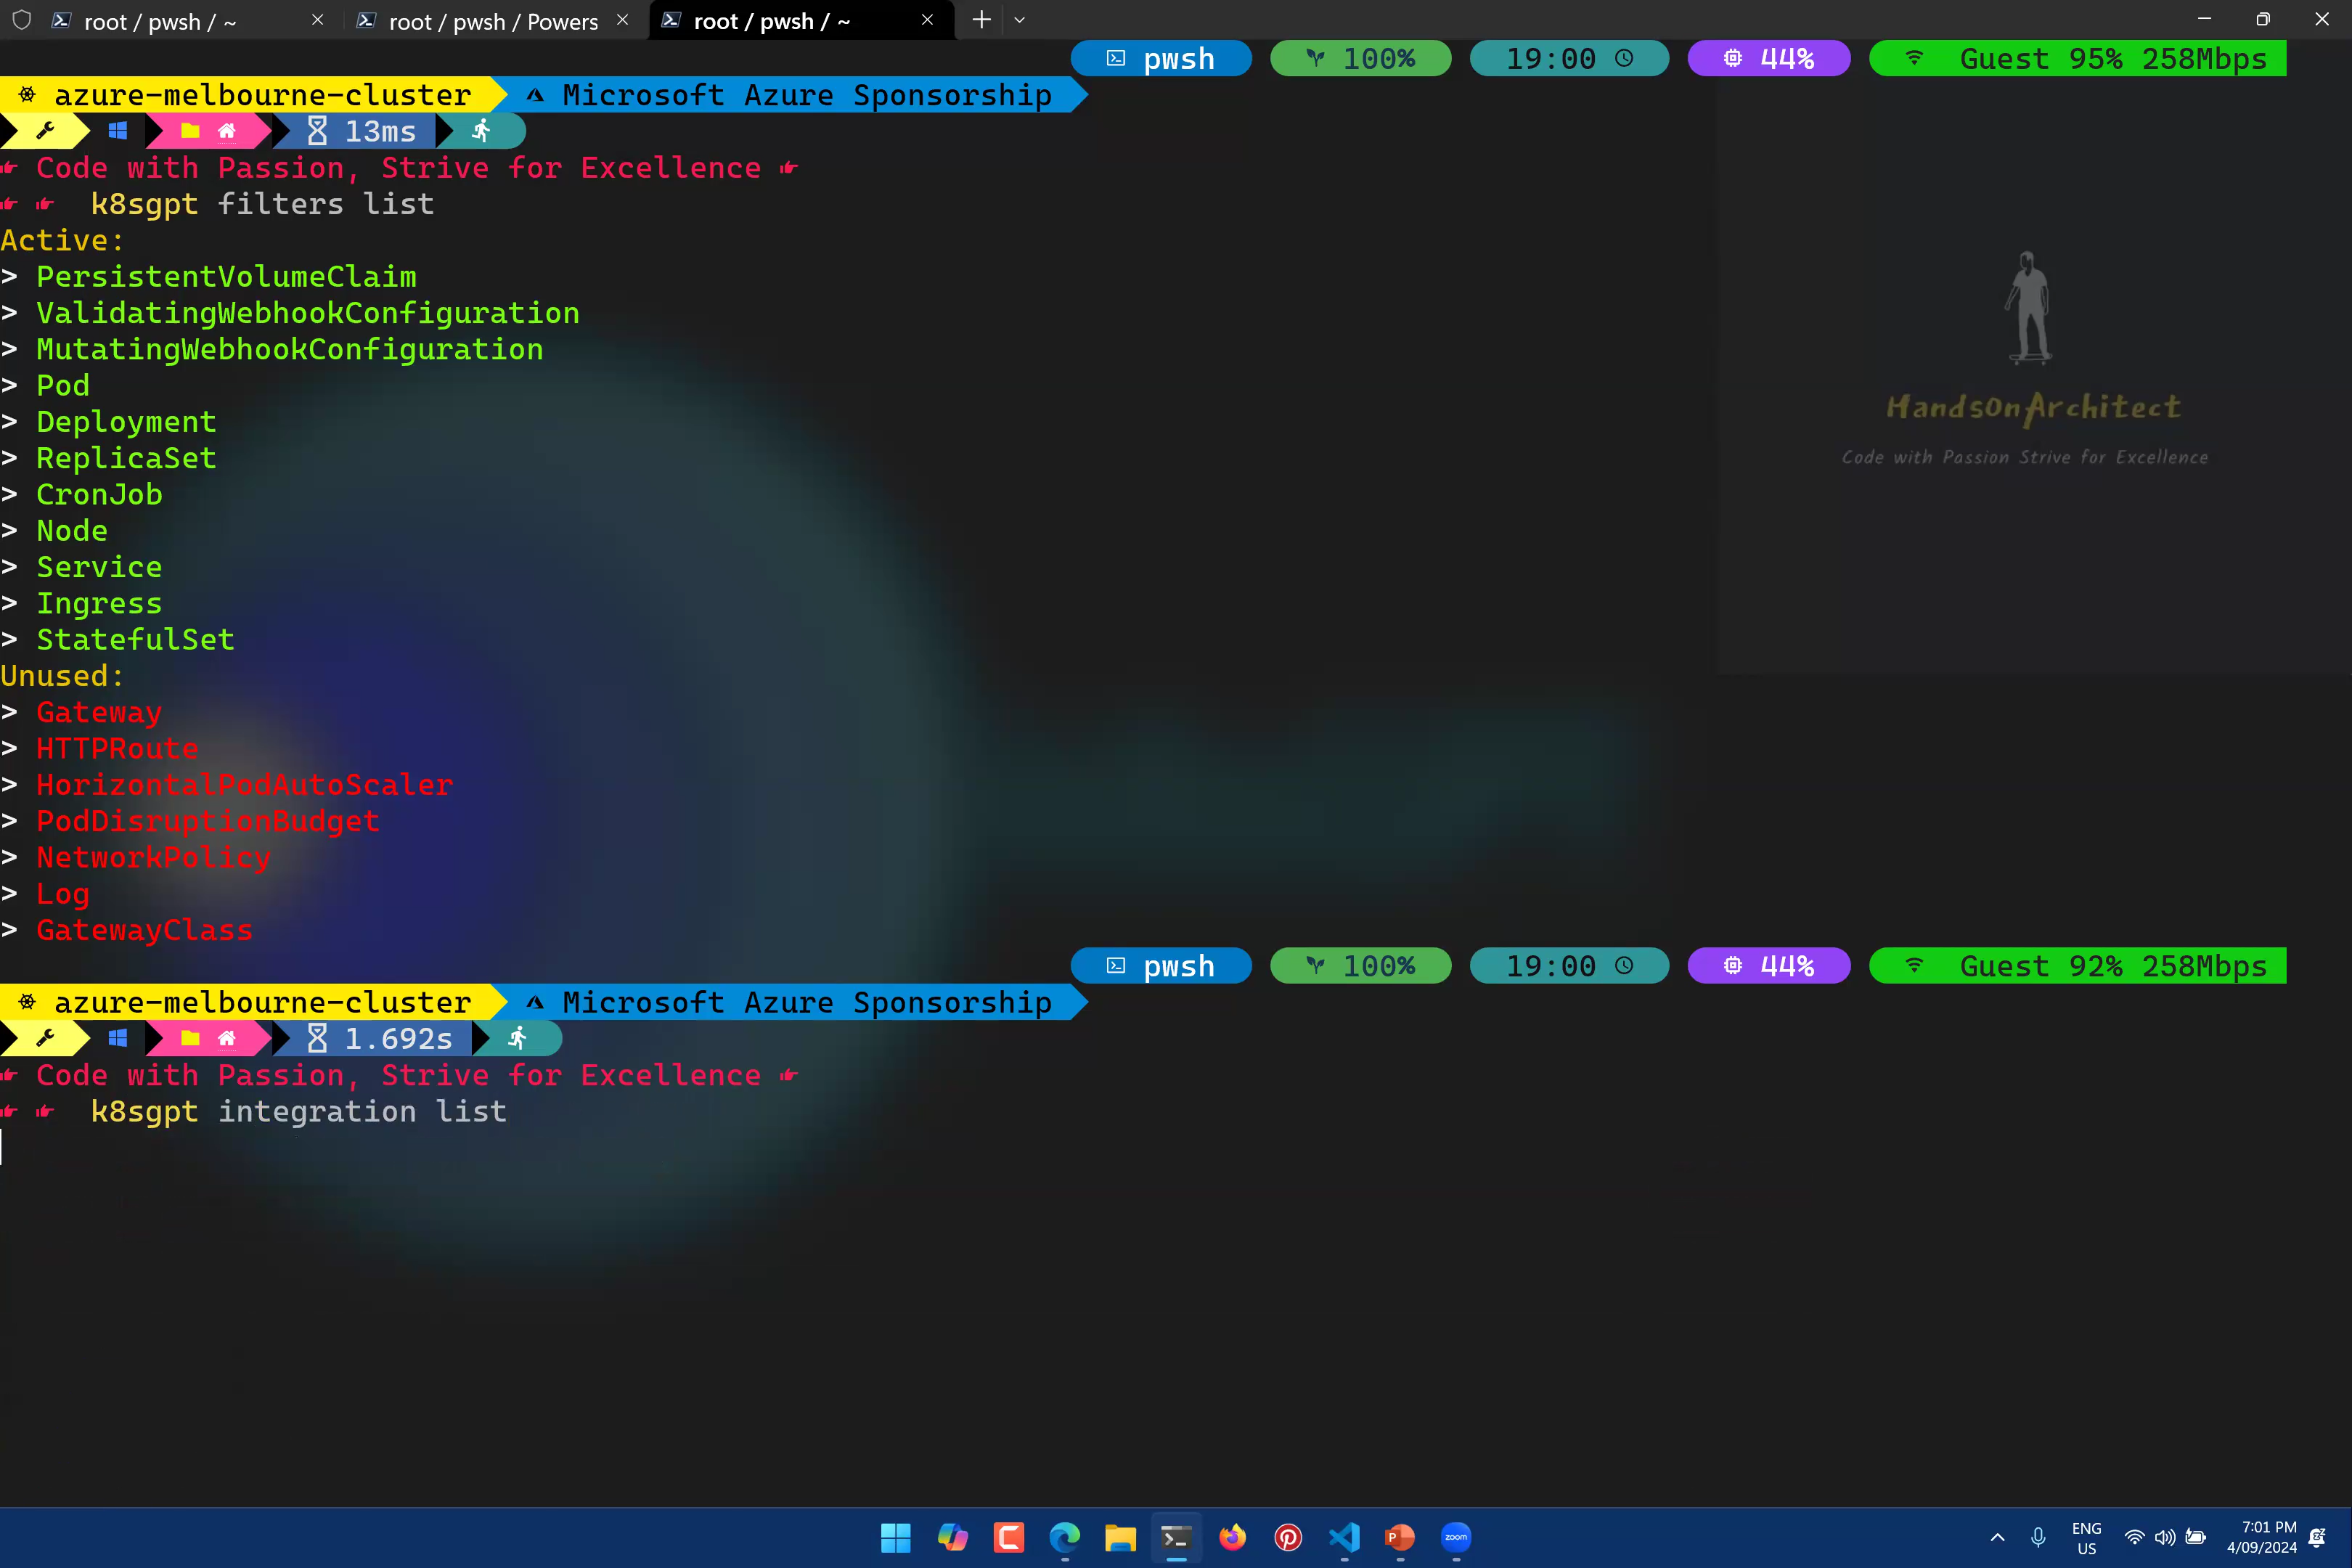 root / pwsh / ~
root / pwsh / Powers
root / pwsh / ~
pwsh 100% 19:00 44% Guest 95% 258Mbps
azure-melbourne-cluster Microsoft Azure Sponsorship
13ms
Code with Passion, Strive for Excellence
k8sgpt filters list
Active:
> PersistentVolumeClaim
> ValidatingWebhookConfiguration
> MutatingWebhookConfiguration
> Pod
> Deployment
> ReplicaSet
> CronJob
> Node
> Service
> Ingress
> StatefulSet
Unused:
> Gateway
> HTTPRoute
> HorizontalPodAutoScaler
> PodDisruptionBudget
> NetworkPolicy
> Log
> GatewayClass
HandsOnArchitect
Code with Passion Strive for Excellence
pwsh 100% 19:00 44% Guest 92% 258Mbps
azure-melbourne-cluster Microsoft Azure Sponsorship
1.692s
Code with Passion, Strive for Excellence
k8sgpt integration list
zoom
ENG
US
7:01 PM
4/09/2024